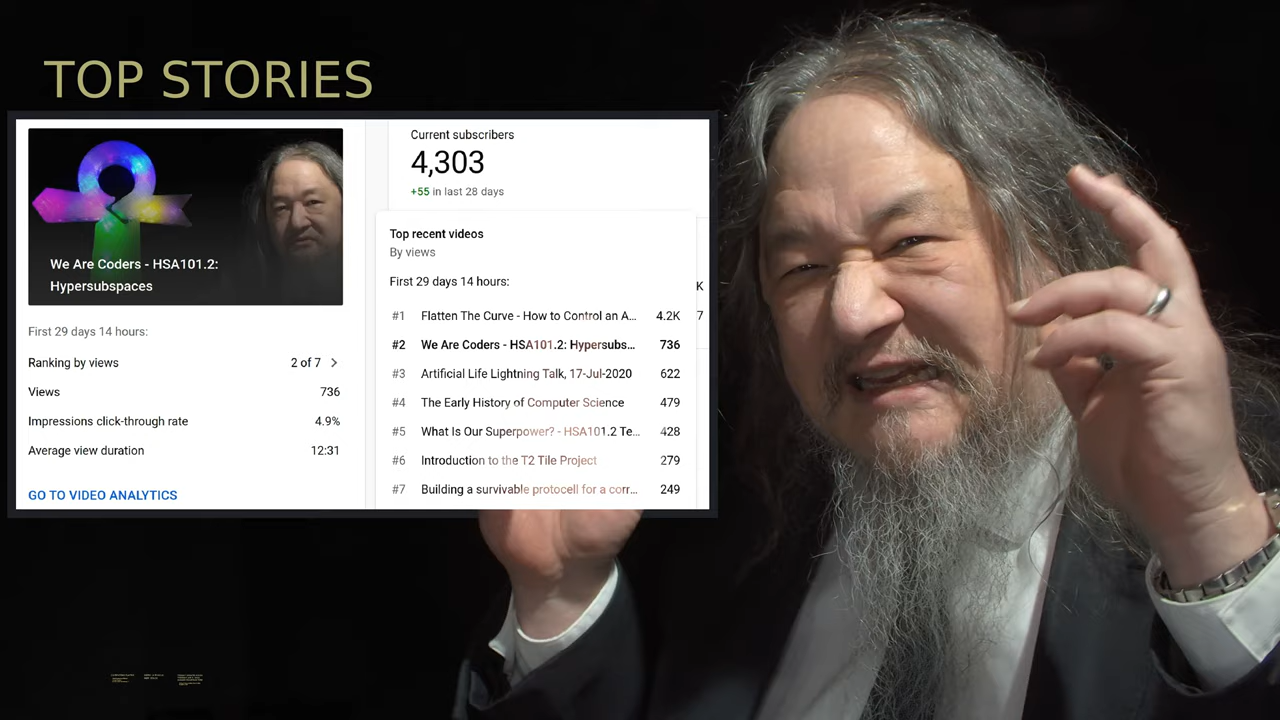 TOP STORIES
We Are Coders - HSA101.2:
Hypersubspaces
First 29 days 14 hours:
Ranking by views 2 of 7
Views 736
Impressions click-through rate 4.9%
Average view duration 12:31
GO TO VIDEO ANALYTICS
Current subscribers
4,303
+55 in last 28 days
Top recent videos
By views
First 29 days 14 hours:
K
#1 Flatten The Curve - How to Control an A... 4.2K
7
#2 We Are Coders - HSA101.2: Hypersubs... 736
#3 Artificial Life Lightning Talk, 17-Jul-2020 622
#4 The Early History of Computer Science 479
#5 What Is Our Superpower? - HSA101.2 Te... 428
#6 Introduction to the T2 Tile Project 279
#7 Building a survivable protocell for a corr... 249